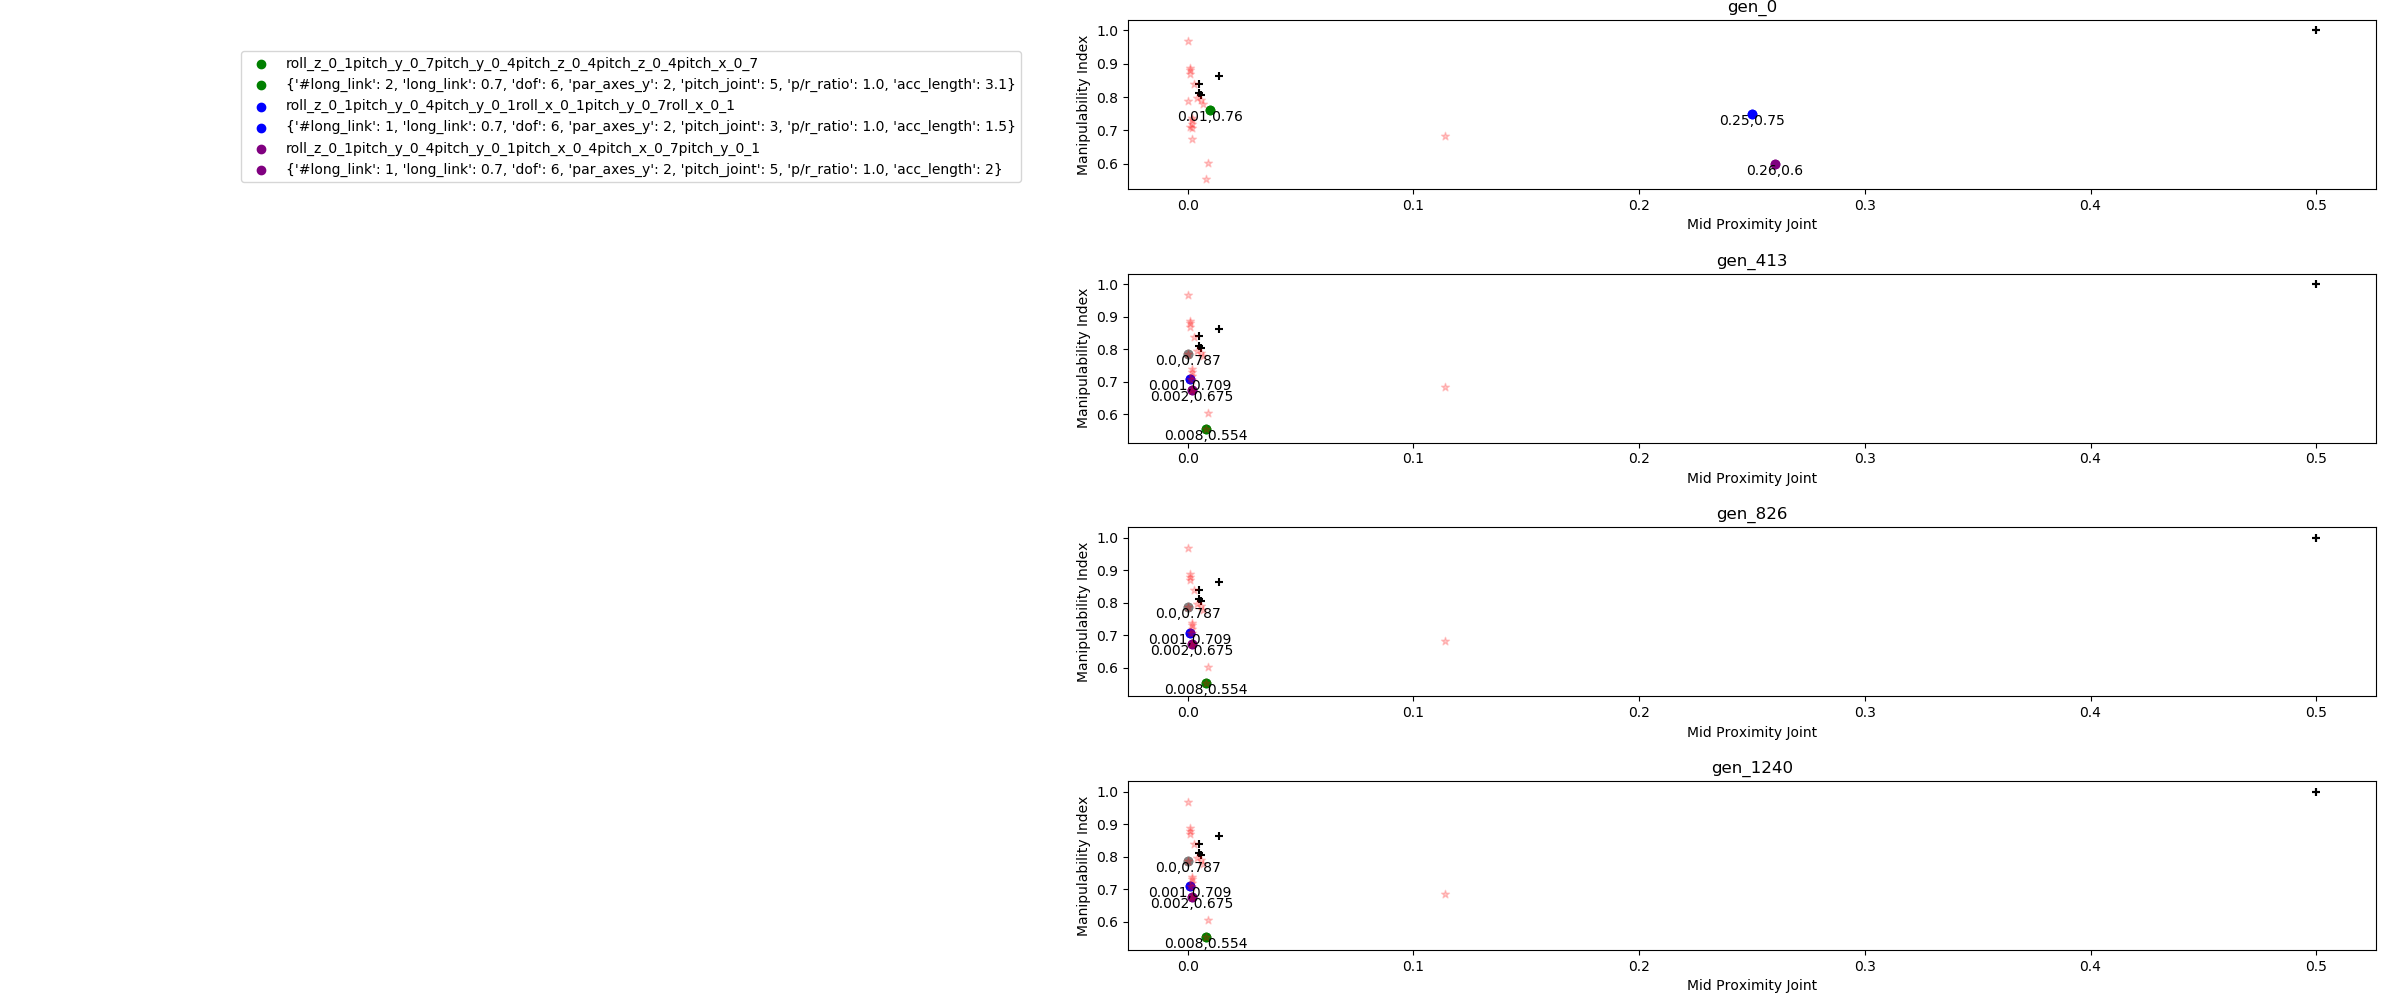 roll_z_0_1pitch_y_0_7pitch_y_0_4pitch_z_0_4pitch_z_0_4pitch_x_0_7
{'#long_link': 2, 'long_link': 0.7, 'dof': 6, 'par_axes_y': 2, 'pitch_joint': 5, 'p/r_ratio': 1.0, 'acc_length': 3.1}
roll_z_0_1pitch_y_0_4pitch_y_0_1roll_x_0_1pitch_y_0_7roll_x_0_1
{'#long_link': 1, 'long_link': 0.7, 'dof': 6, 'par_axes_y': 2, 'pitch_joint': 3, 'p/r_ratio': 1.0, 'acc_length': 1.5}
roll_z_0_1pitch_y_0_4pitch_y_0_1pitch_x_0_4pitch_x_0_7pitch_y_0_1
{'#long_link': 1, 'long_link': 0.7, 'dof': 6, 'par_axes_y': 2, 'pitch_joint': 5, 'p/r_ratio': 1.0, 'acc_length': 2}
gen_0
Manipulability Index
1.0
0.9
0.8
0.7
0.6
0.01,0.76
0.25,0.75
0.26,0.6
0.0 0.1 0.2 0.3 0.4 0.5
Mid Proximity Joint
gen_413
Manipulability Index
1.0
0.9
0.8
0.7
0.6
0.0,0.787
0.001,0.709
0.002,0.675
0.008,0.554
0.0 0.1 0.2 0.3 0.4 0.5
Mid Proximity Joint
gen_826
Manipulability Index
1.0
0.9
0.8
0.7
0.6
0.0,0.787
0.001,0.709
0.002,0.675
0.008,0.554
0.0 0.1 0.2 0.3 0.4 0.5
Mid Proximity Joint
gen_1240
Manipulability Index
1.0
0.9
0.8
0.7
0.6
0.0,0.787
0.001,0.709
0.002,0.675
0.008,0.554
0.0 0.1 0.2 0.3 0.4 0.5
Mid Proximity Joint